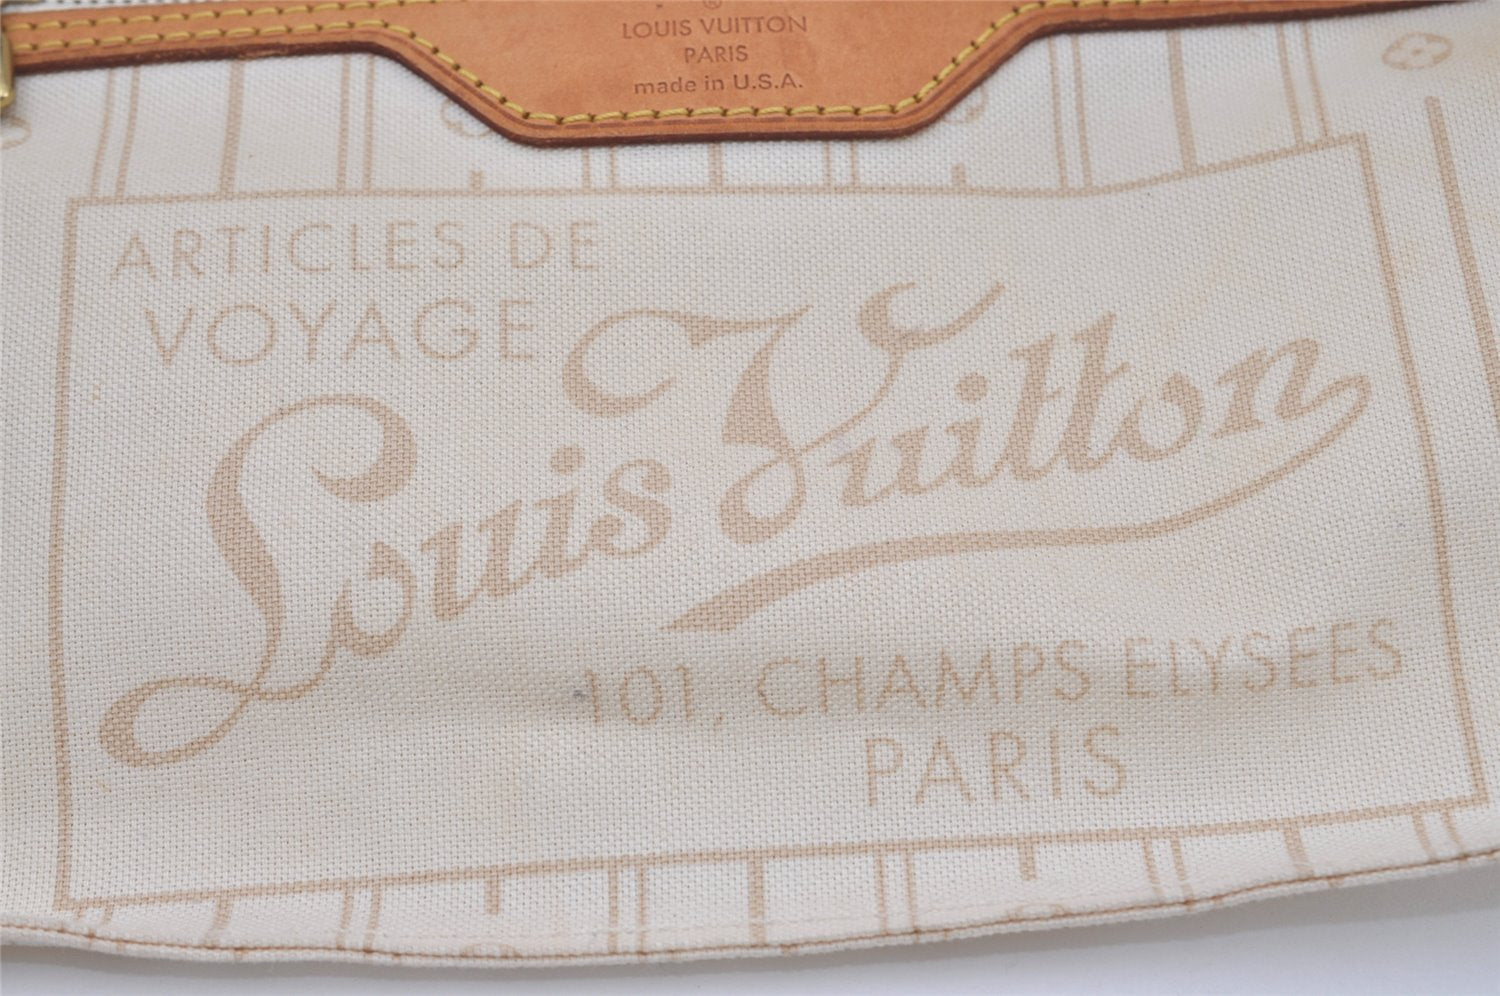 ®
LOUIS VUITTON
PARIS
made in U.S.A.
ARTICLES DE
VOYAGE
Louis Vuitton
101, CHAMPS ELYSEES
PARIS